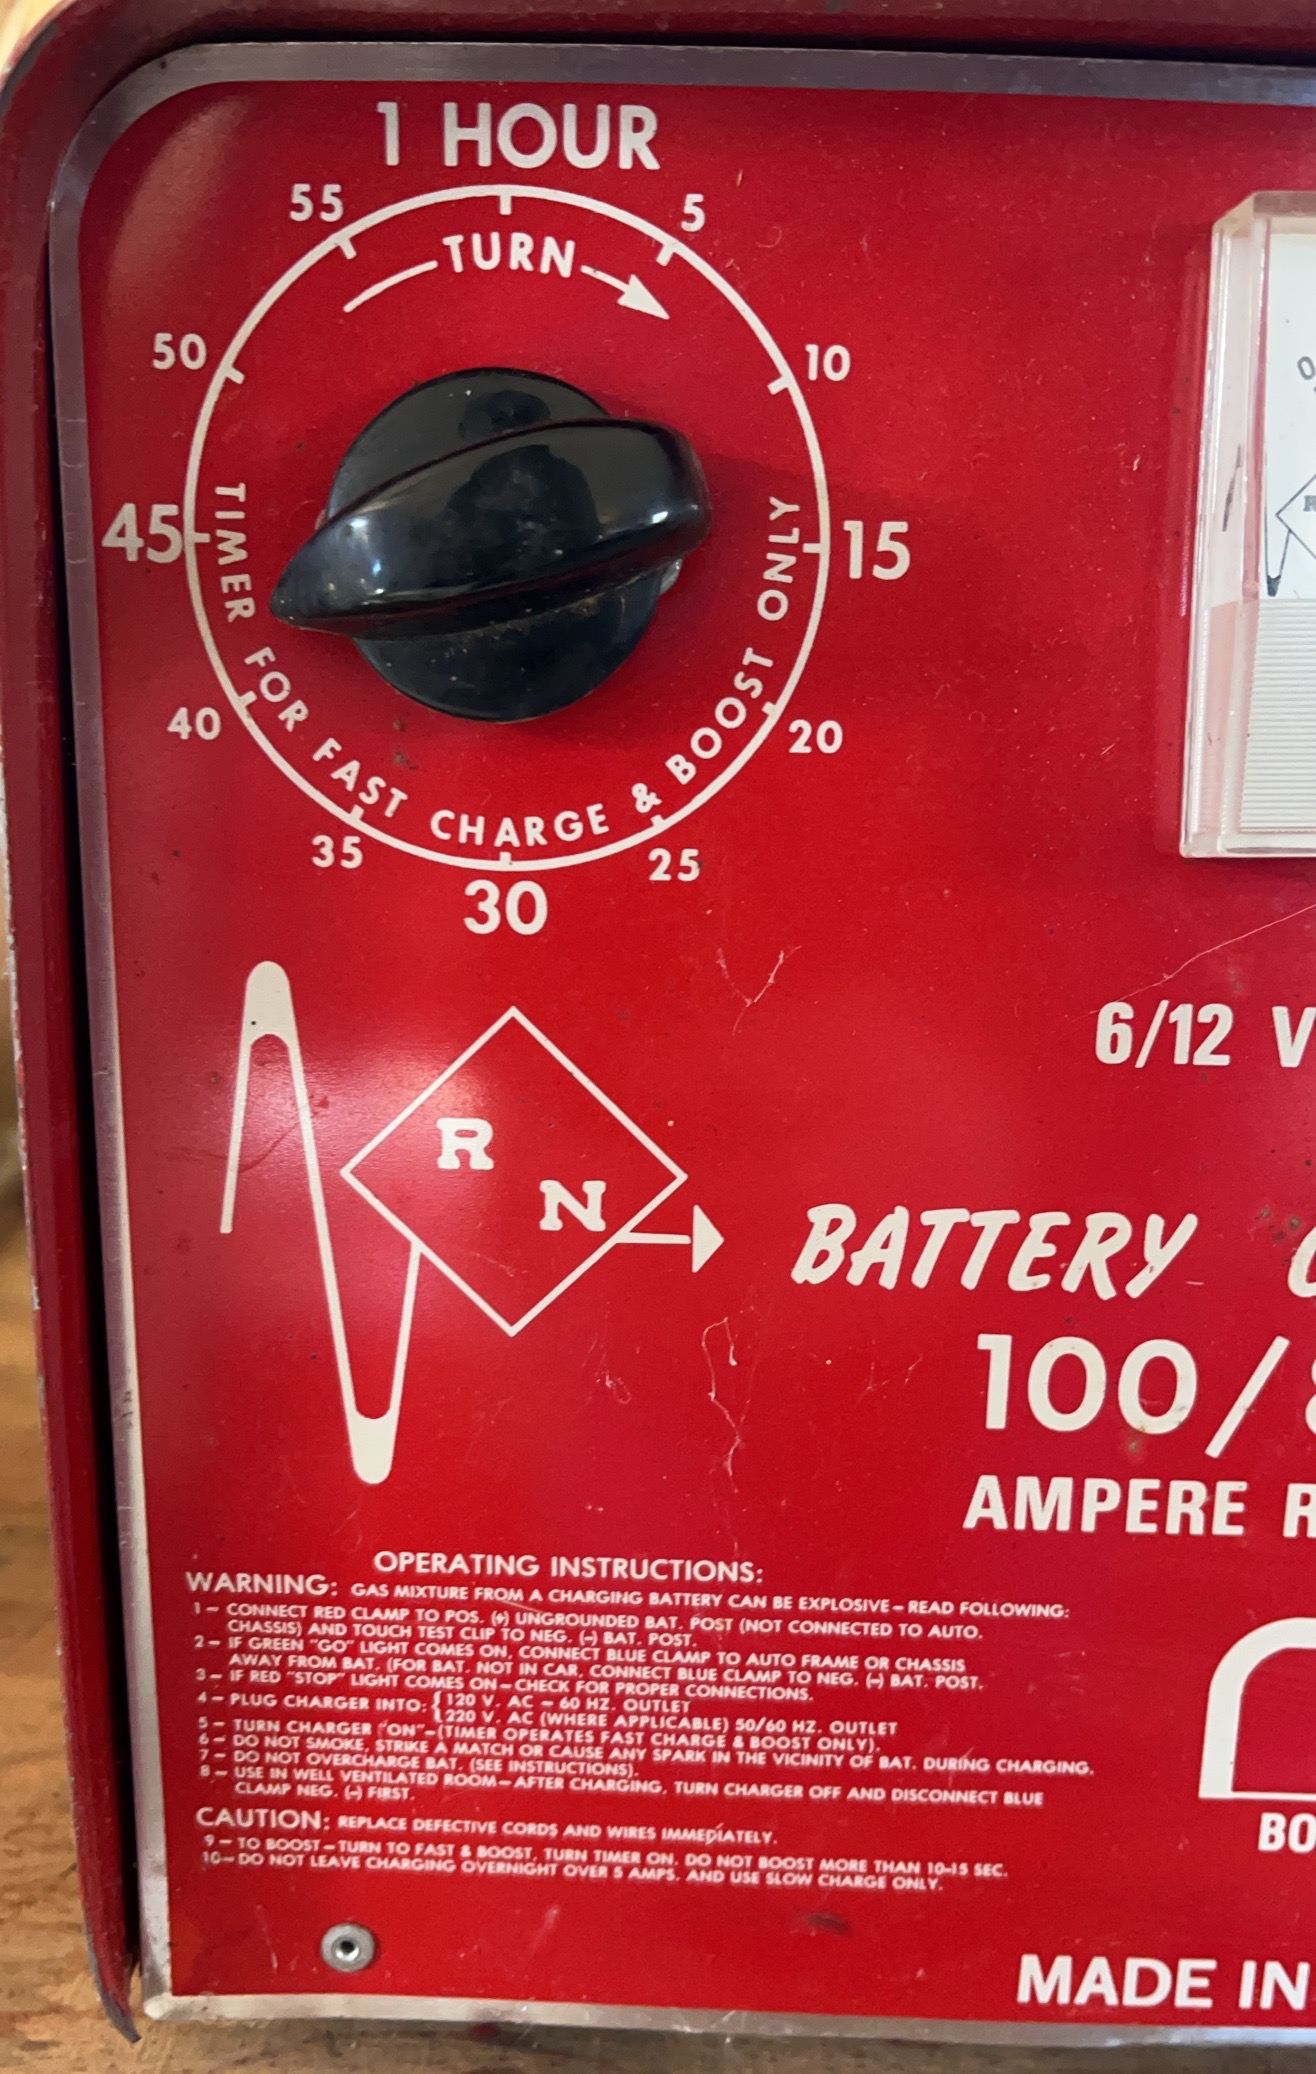 1 HOUR
55
5
TURN
50
10
45
15
TIMER FOR FAST CHARGE & BOOST ONLY
40
20
35
25
30
6/12 V
R
N
BATTERY
100/
AMPERE R
OPERATING INSTRUCTIONS:
WARNING: GAS MIXTURE FROM A CHARGING BATTERY CAN BE EXPLOSIVE – READ FOLLOWING:
1 – CONNECT RED CLAMP TO POS. (+) UNGROUNDED BAT. POST (NOT CONNECTED TO AUTO.
CHASSIS) AND TOUCH TEST CLIP TO NEG. (–) BAT. POST.
2 – IF GREEN "GO" LIGHT COMES ON, CONNECT BLUE CLAMP TO AUTO FRAME OR CHASSIS
AWAY FROM BAT. (FOR BAT. NOT IN CAR, CONNECT BLUE CLAMP TO NEG. (–) BAT. POST.
3 – IF RED "STOP" LIGHT COMES ON – CHECK FOR PROPER CONNECTIONS.
4 – PLUG CHARGER INTO: { 120 V. AC – 60 HZ. OUTLET
220 V. AC (WHERE APPLICABLE) 50/60 HZ. OUTLET
5 – TURN CHARGER "ON" – (TIMER OPERATES FAST CHARGE & BOOST ONLY).
6 – DO NOT SMOKE, STRIKE A MATCH OR CAUSE ANY SPARK IN THE VICINITY OF BAT. DURING CHARGING.
7 – DO NOT OVERCHARGE BAT. (SEE INSTRUCTIONS).
8 – USE IN WELL VENTILATED ROOM – AFTER CHARGING, TURN CHARGER OFF AND DISCONNECT BLUE
CLAMP NEG. (–) FIRST.
CAUTION: REPLACE DEFECTIVE CORDS AND WIRES IMMEDIATELY.
9 – TO BOOST – TURN TO FAST & BOOST, TURN TIMER ON. DO NOT BOOST MORE THAN 10-15 SEC.
10 – DO NOT LEAVE CHARGING OVERNIGHT OVER 5 AMPS. AND USE SLOW CHARGE ONLY.
BO
MADE IN